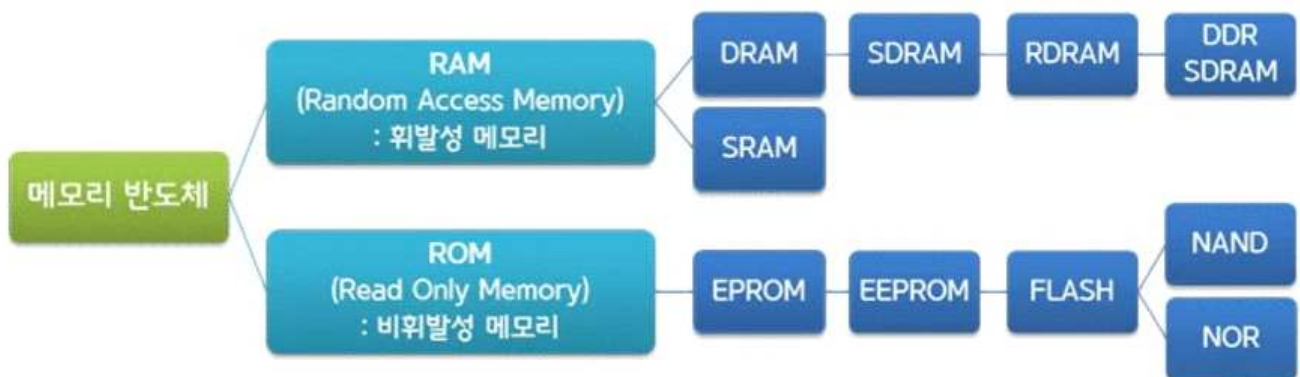 메모리 반도체
RAM
(Random Access Memory)
: 휘발성 메모리
DRAM
SDRAM
RDRAM
DDR
SDRAM
SRAM
ROM
(Read Only Memory)
: 비휘발성 메모리
EPROM
EEPROM
FLASH
NAND
NOR